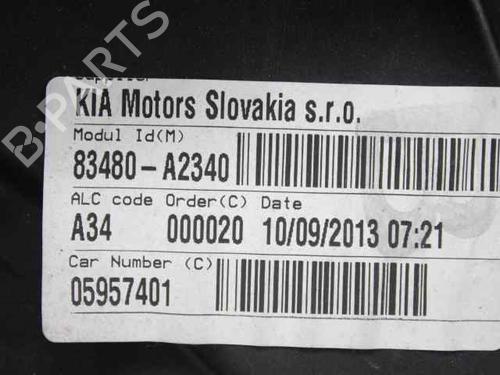 Supplier
KIA Motors Slovakia s.r.o.
Modul Id(M)
83480-A2340
ALC code Order(C) Date
A34 000020 10/09/2013 07:21
Car Number (C)
05957401
B-PARTS